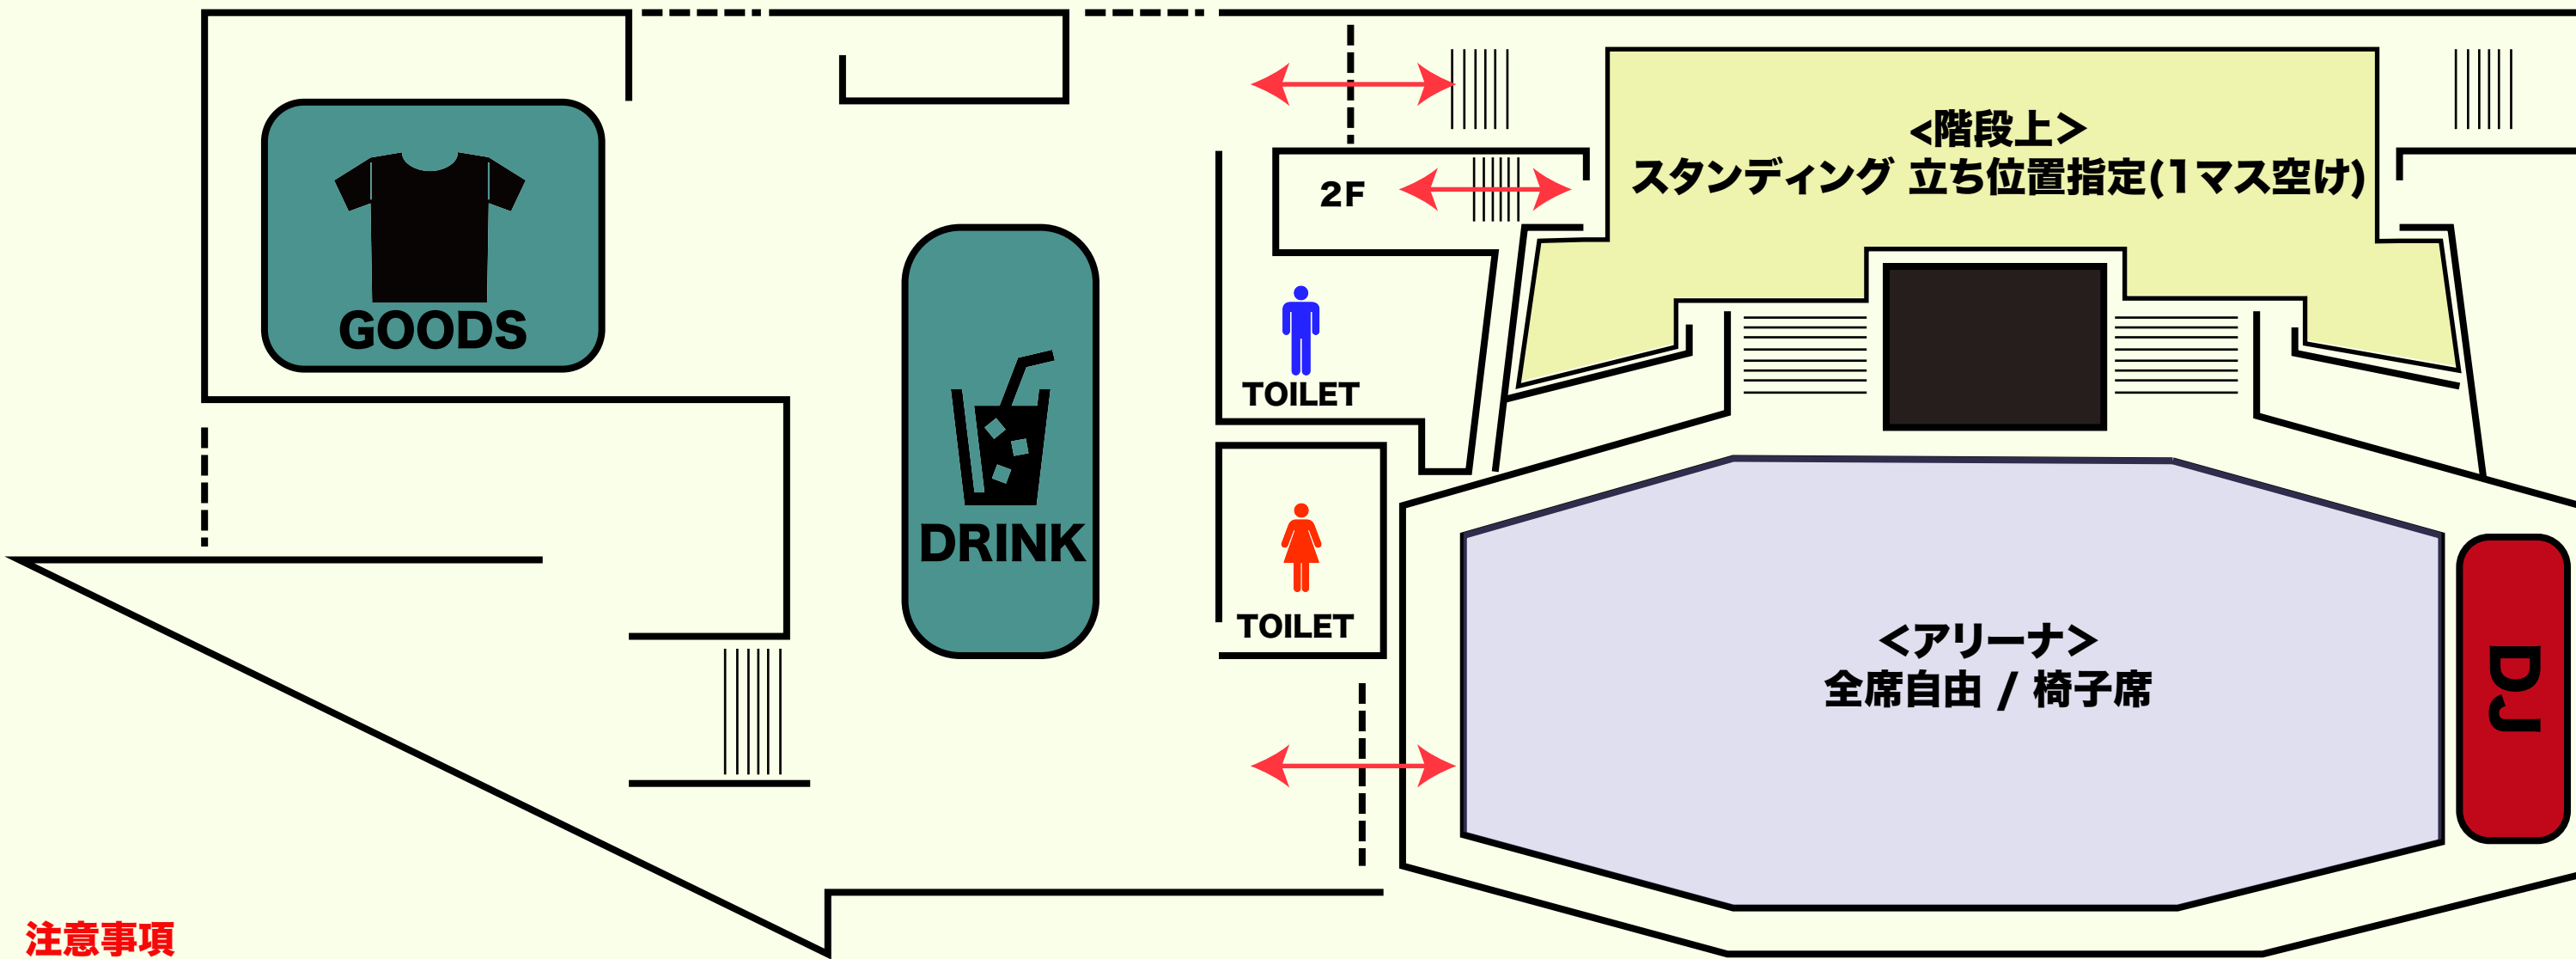 <階段上>
スタンディング 立ち位置指定(1マス空け)
2F
GOODS
TOILET
DRINK
TOILET
<アリーナ>
全席自由 / 椅子席
DJ
注意事項